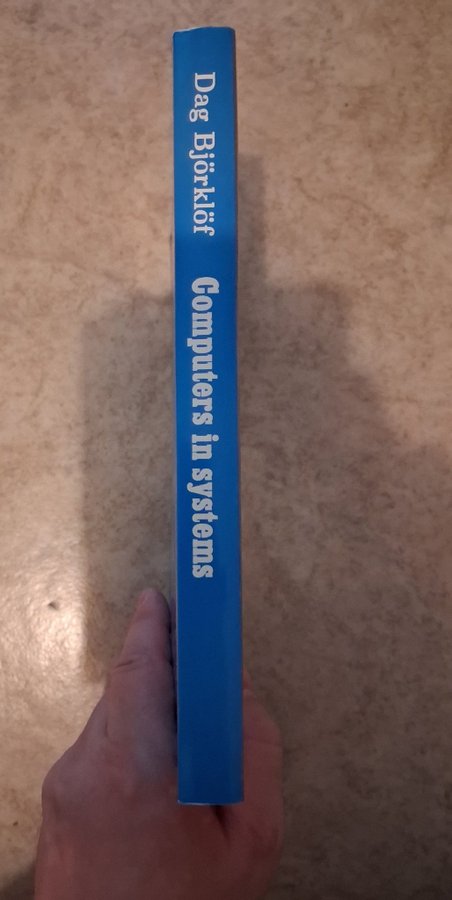 Dag Björklöf
Computers in systems